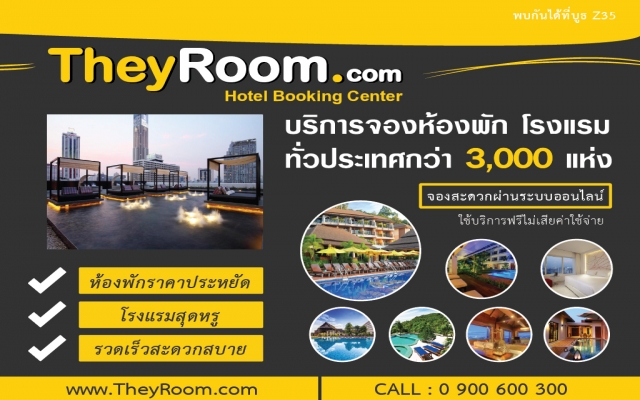 พบกันได้ที่บูธ Z35
TheyRoom.com
Hotel Booking Center
บริการจองห้องพัก โรงแรม
ทั่วประเทศกว่า 3,000 แห่ง
จองสะดวกผ่านระบบออนไลน์
ใช้บริการฟรีไม่เสียค่าใช้จ่าย
ห้องพักราคาประหยัด
โรงแรมสุดหรู
รวดเร็วสะดวกสบาย
www.TheyRoom.com
CALL : 0 900 600 300